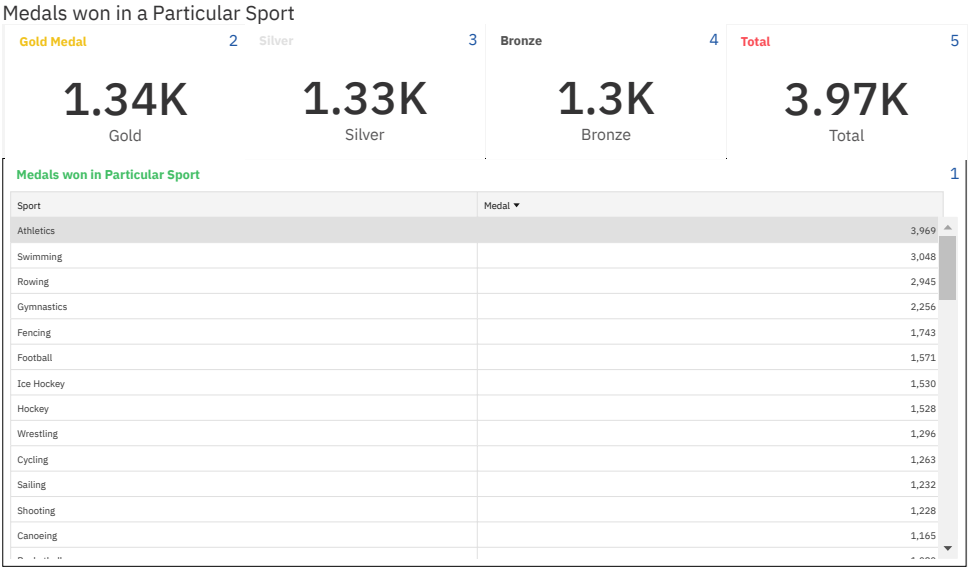 Medals won in a Particular Sport
Gold Medal 2 Silver 3 Bronze 4 Total 5
1.34K 1.33K 1.3K 3.97K
Gold Silver Bronze Total
Medals won in Particular Sport 1
Sport Medal
Athletics 3,969
Swimming 3,048
Rowing 2,945
Gymnastics 2,256
Fencing 1,743
Football 1,571
Ice Hockey 1,530
Hockey 1,528
Wrestling 1,296
Cycling 1,263
Sailing 1,232
Shooting 1,228
Canoeing 1,165